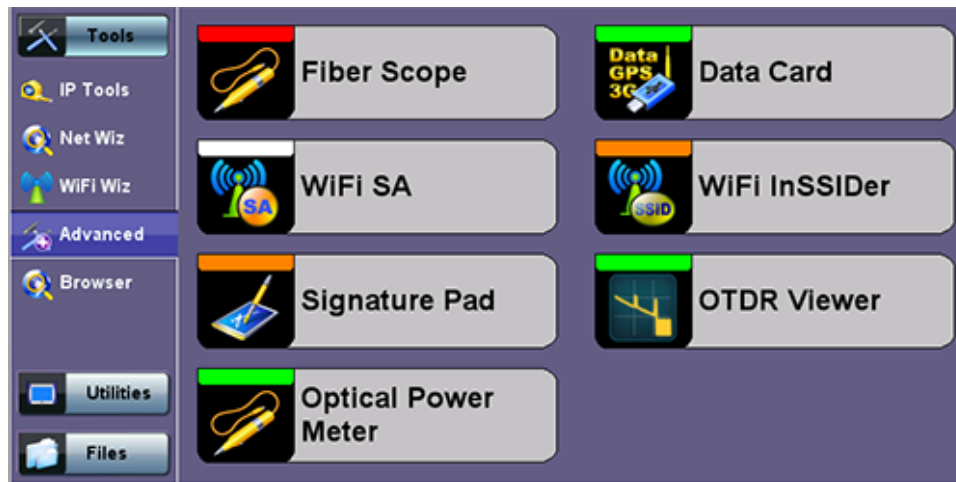 Tools
IP Tools
Net Wiz
WiFi Wiz
Advanced
Browser
Utilities
Files
Fiber Scope
Data
GPS
3G
Data Card
WiFi SA
SA
WiFi InSSIDer
SSID
Signature Pad
OTDR Viewer
Optical Power
Meter